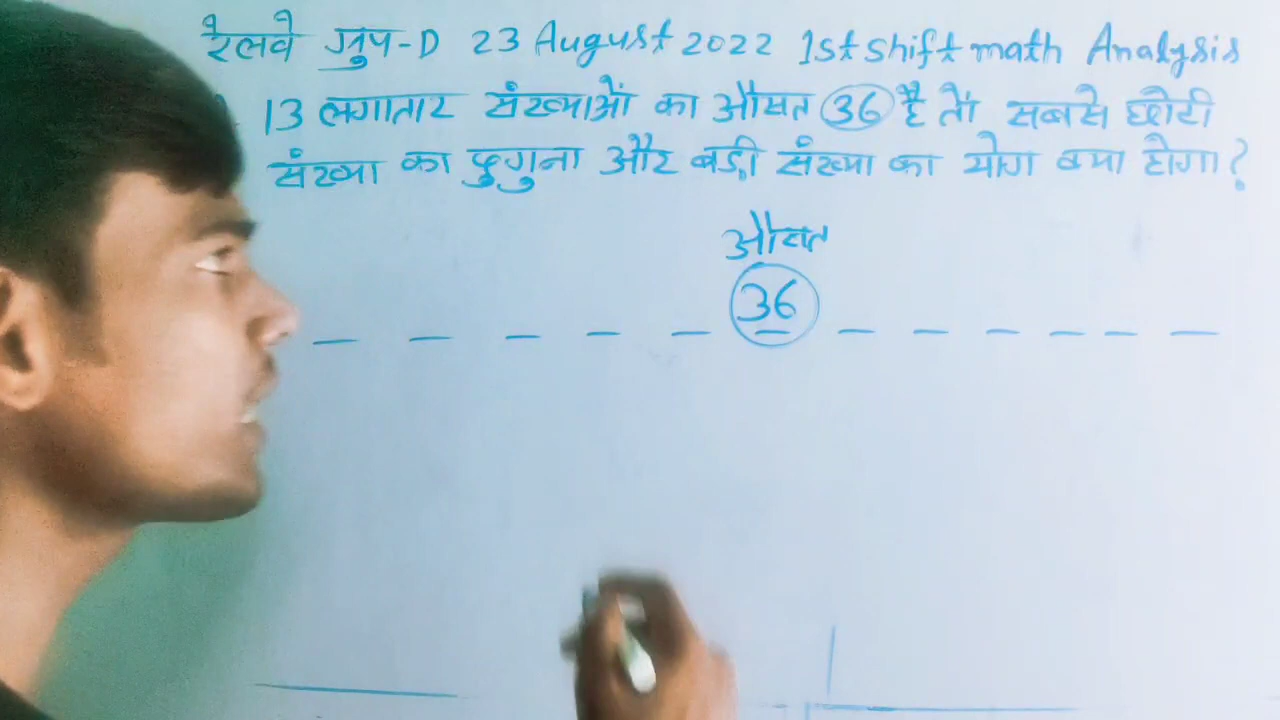 रेलवे ग्रुप-D 23 August 2022 1st shift math Analysis
13 लगातार संख्याओं का औसत 36 है तो सबसे छोटी
संख्या का दुगुना और बड़ी संख्या का योग क्या होगा?
औसत
36